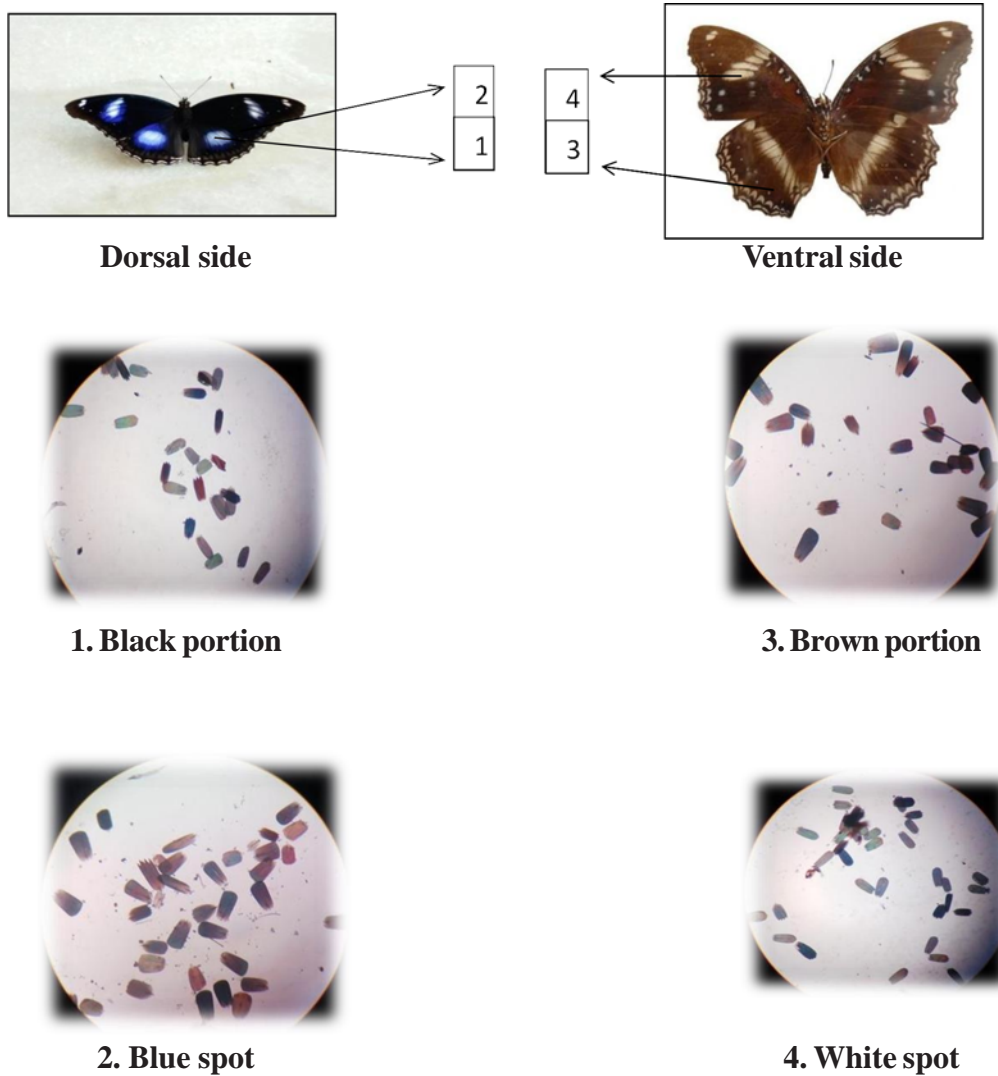 2
4
1
3
Dorsal side
Ventral side
1. Black portion
3. Brown portion
2. Blue spot
4. White spot